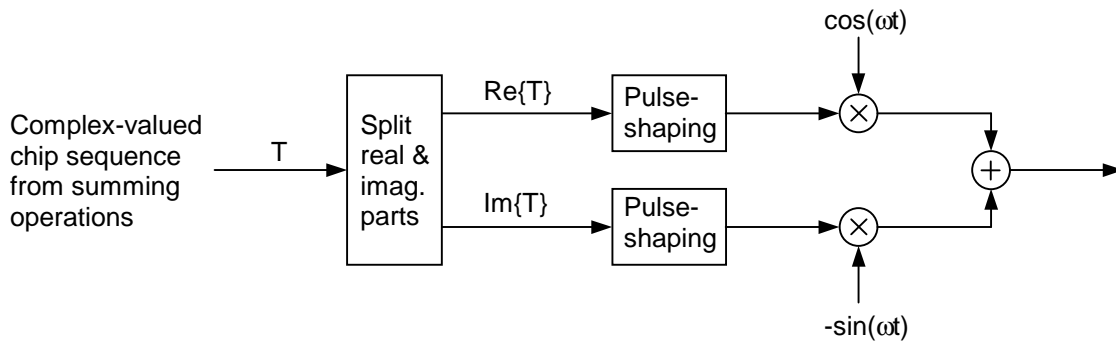 cos(ωt)
Complex-valued
chip sequence
from summing
operations
T
Split
real &
imag.
parts
Re{T}
Pulse-
shaping
Im{T}
Pulse-
shaping
-sin(ωt)